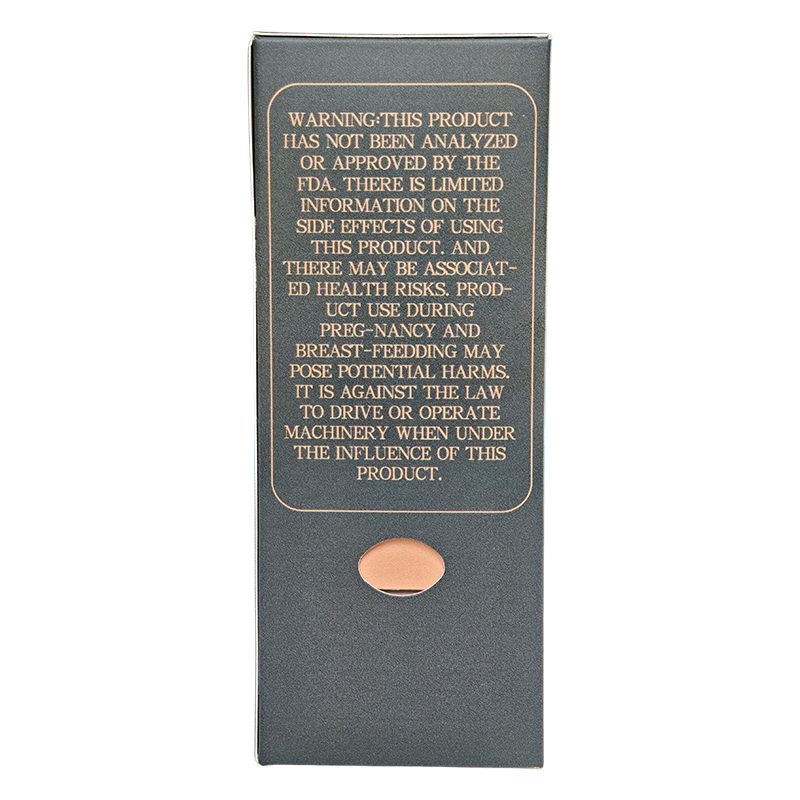 WARNING:THIS PRODUCT
HAS NOT BEEN ANALYZED
OR APPROVED BY THE
FDA. THERE IS LIMITED
INFORMATION ON THE
SIDE EFFECTS OF USING
THIS PRODUCT. AND
THERE MAY BE ASSOCIAT-
ED HEALTH RISKS. PROD-
UCT USE DURING
PREG-NANCY AND
BREAST-FEEDDING MAY
POSE POTENTIAL HARMS.
IT IS AGAINST THE LAW
TO DRIVE OR OPERATE
MACHINERY WHEN UNDER
THE INFLUENCE OF THIS
PRODUCT.